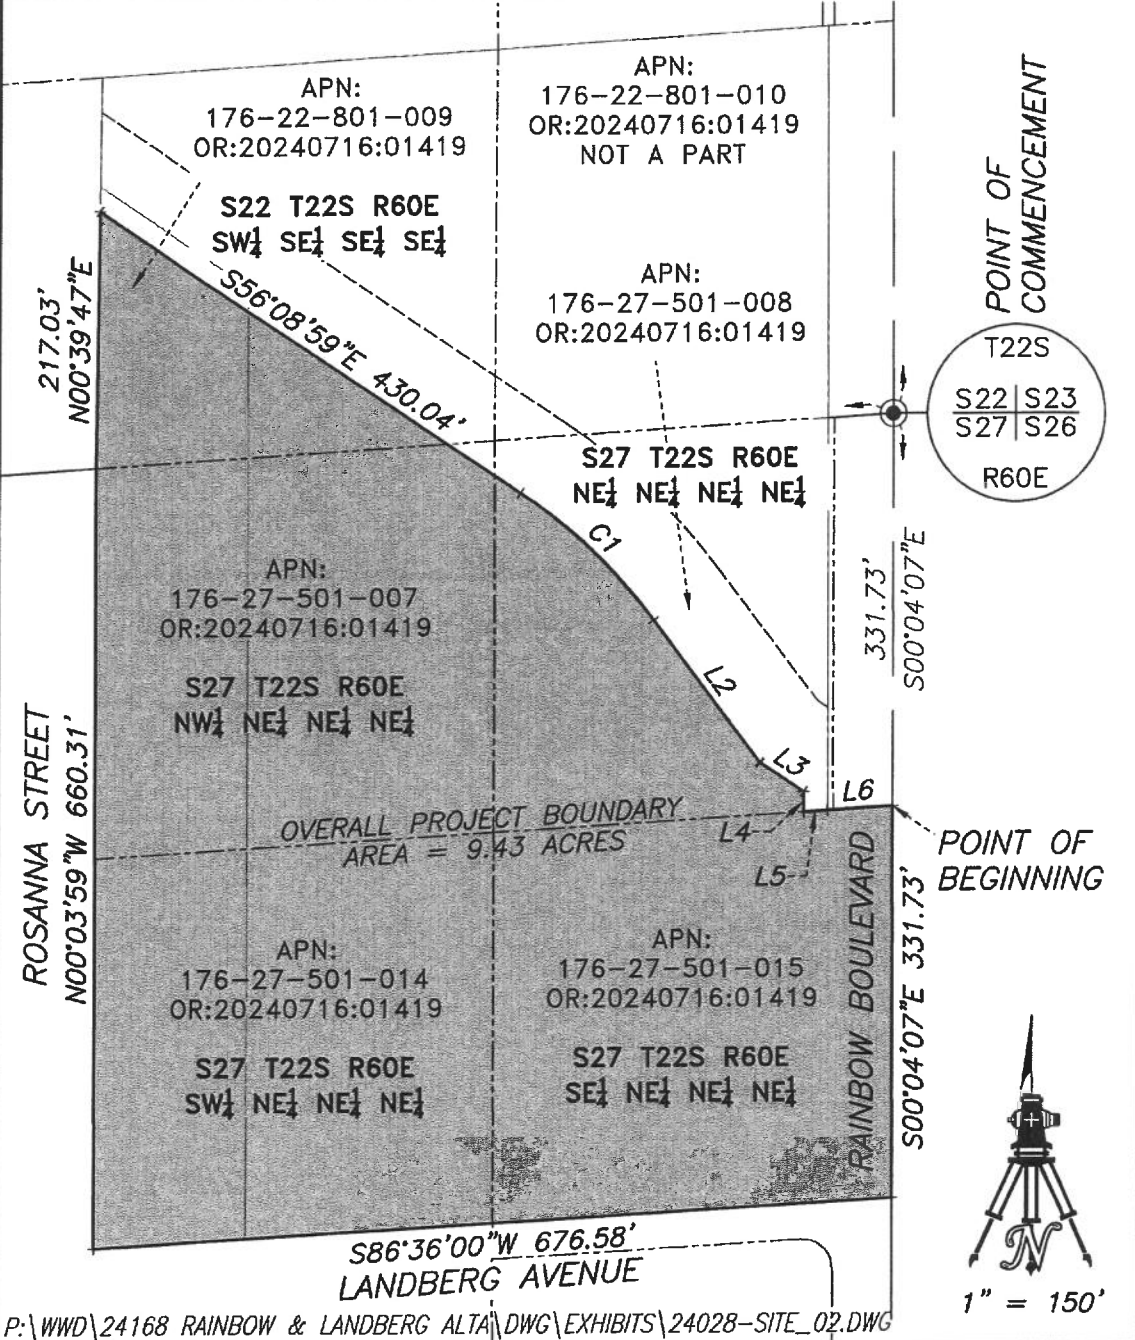 APN:
176-22-801-009
OR:20240716:01419
APN:
176-22-801-010
OR:20240716:01419
NOT A PART
POINT OF
COMMENCEMENT
S22 T22S R60E
SW¼ SE¼ SE¼ SE¼
217.03'
N00°39'47"E
S56°08'59"E 430.04'
APN:
176-27-501-008
OR:20240716:01419
T22S
S22 S23
S27 S26
R60E
S27 T22S R60E
NE¼ NE¼ NE¼ NE¼
C1
331.73'
S00°04'07"E
APN:
176-27-501-007
OR:20240716:01419
S27 T22S R60E
NW¼ NE¼ NE¼ NE¼
L2
L3
L6
L4
L5
ROSANNA STREET
N00°03'59"W 660.31'
OVERALL PROJECT BOUNDARY
AREA = 9.43 ACRES
POINT OF
BEGINNING
RAINBOW BOULEVARD
S00°04'07"E 331.73'
APN:
176-27-501-014
OR:20240716:01419
S27 T22S R60E
SW¼ NE¼ NE¼ NE¼
APN:
176-27-501-015
OR:20240716:01419
S27 T22S R60E
SE¼ NE¼ NE¼ NE¼
S86°36'00"W 676.58'
LANDBERG AVENUE
N
1" = 150'
P:\WWD\24168 RAINBOW & LANDBERG ALTA\DWG\EXHIBITS\24028-SITE_02.DWG